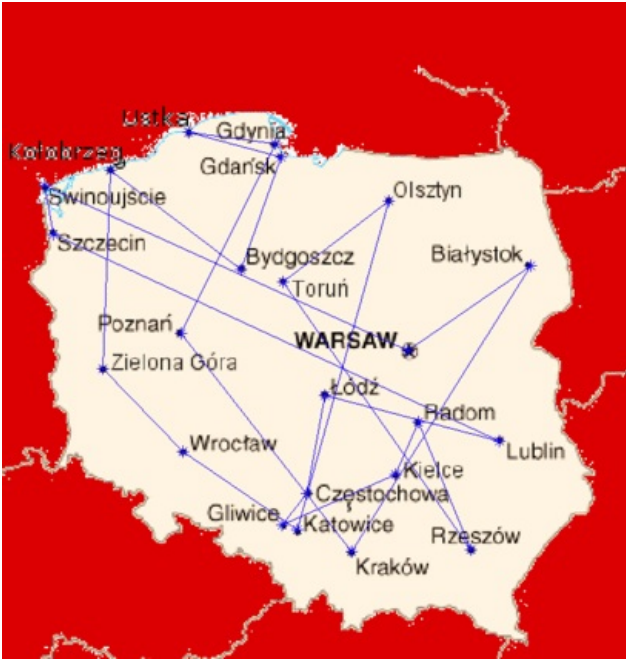 Ustka
Gdynia
Kołobrzeg
Gdańsk
Swinoujście
Olsztyn
Szczecin
Bydgoszcz
Białystok
Toruń
Poznań
WARSAW
Zielona Góra
Łódź
Radom
Wrocław
Lublin
Kielce
Częstochowa
Gliwice
Katowice
Rzeszów
Kraków